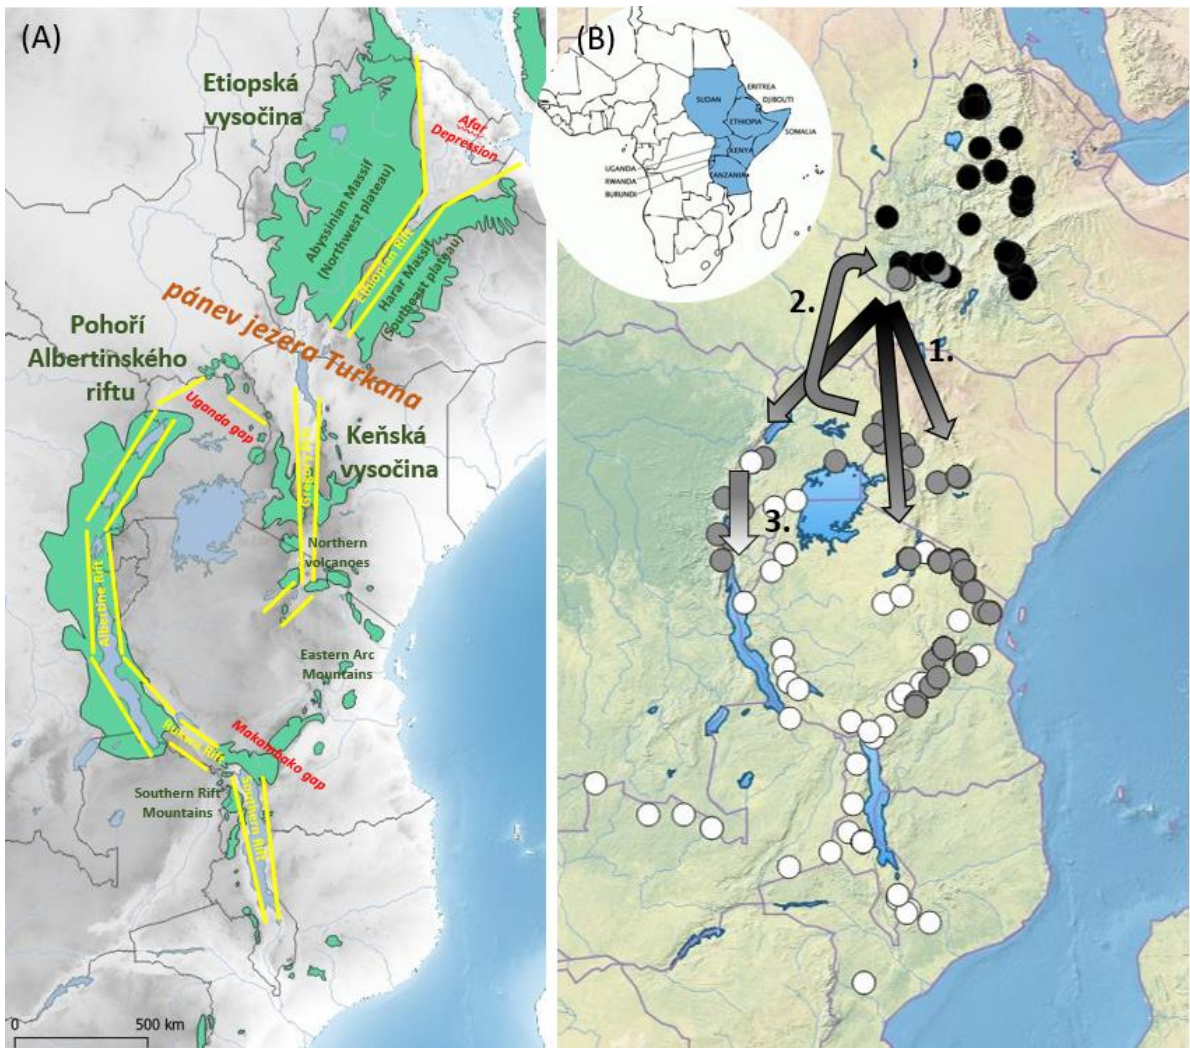 (A)
Etiopská
vysočina
Afar
Depression
Abyssinian Massif
(Northwest plateau)
Ethiopian Rift
Harar Massif
(Southeast plateau)
pánev jezera Turkana
Pohoří
Albertinského
riftu
Uganda gap
Keňská
vysočina
Northern
volcanoes
Albertine Rift
Eastern Arc
Mountains
Makambako gap
Rukwa Rift
Southern Rift
Mountains
Southern Rift
0
500 km
(B)
SUDAN
ERITREA
DJIBOUTI
ETHIOPIA
SOMALIA
KENYA
UGANDA
RWANDA
TANZANIA
BURUNDI
2.
1.
3.